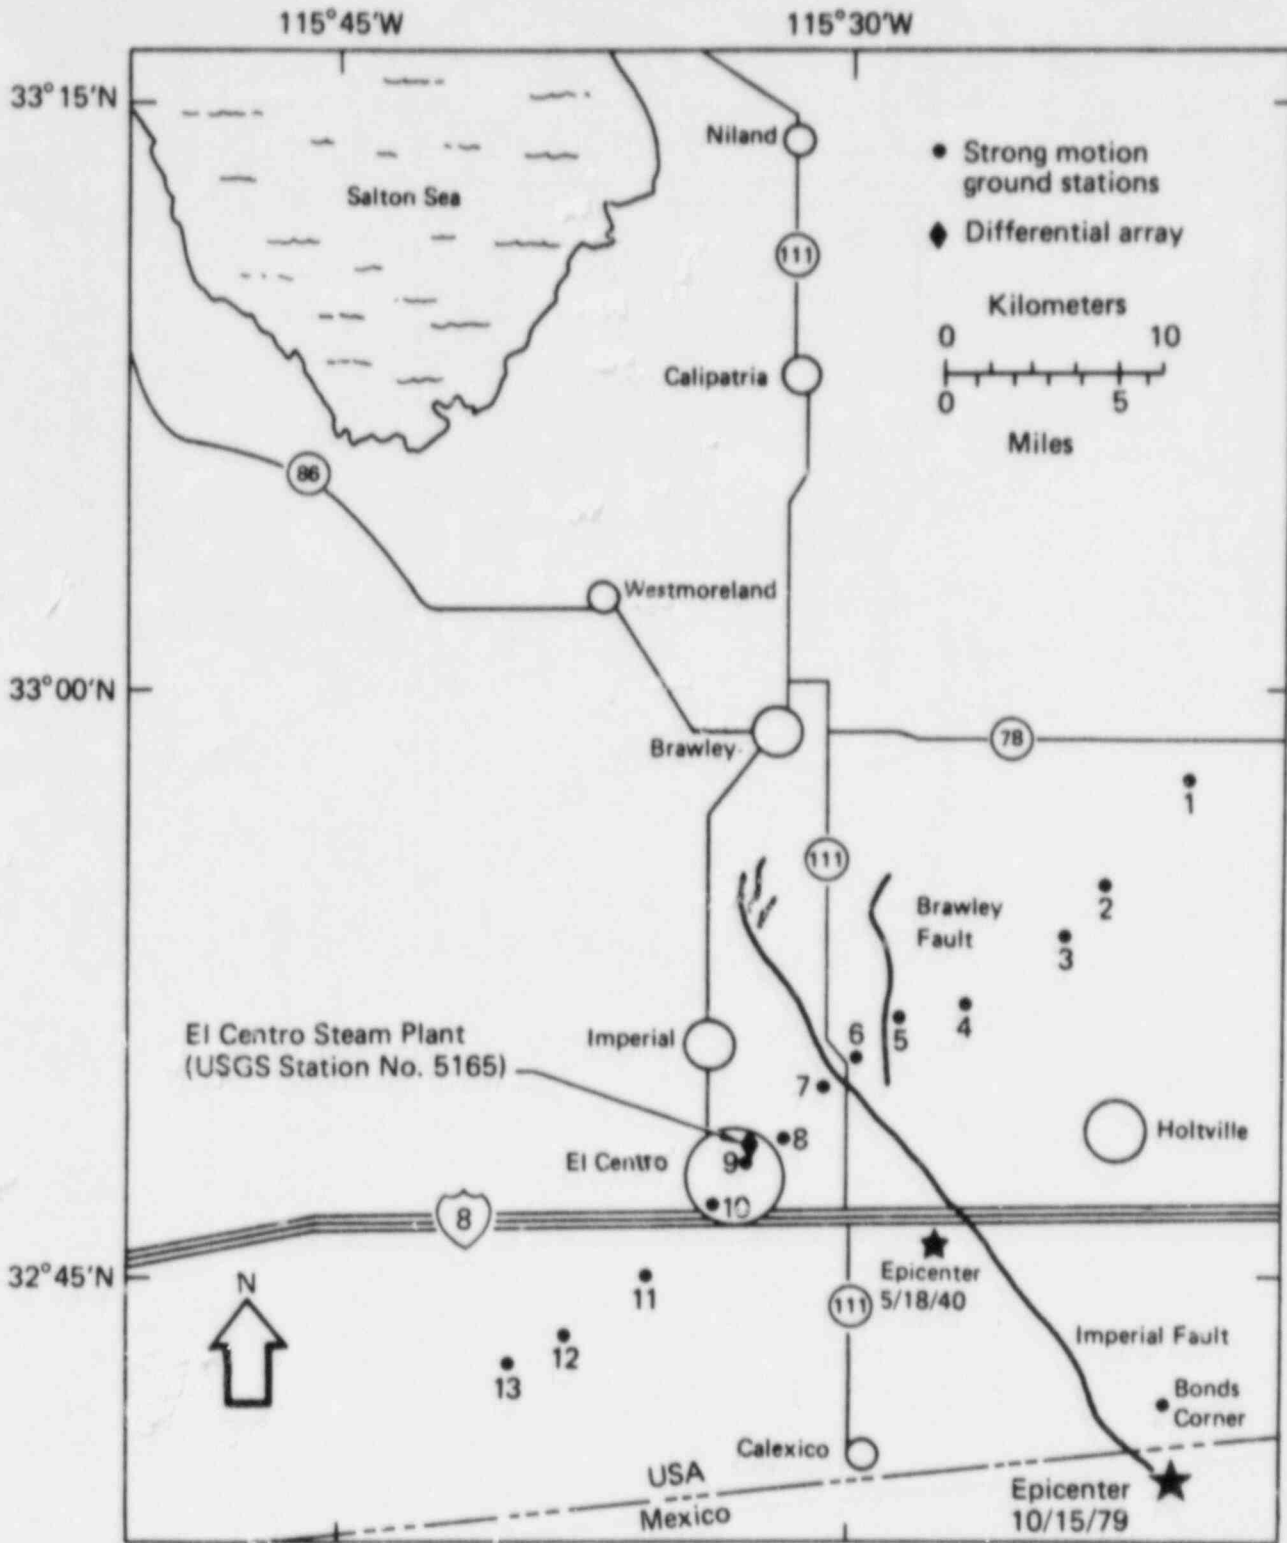 115°45'W
115°30'W
33°15'N
Niland
Strong motion
ground stations
Salton Sea
Differential array
111
Kilometers
0 10
Calipatria
0 5
Miles
86
Westmoreland
33°00'N
Brawley
78
1
111
2
Brawley
Fault
3
El Centro Steam Plant
(USGS Station No. 5165)
Imperial
6
5
4
7
8
Holtville
El Centro
9
10
8
32°45'N
N
11
Epicenter
5/18/40
111
12
13
Imperial Fault
Bonds
Corner
Calexico
USA
Mexico
Epicenter
10/15/79